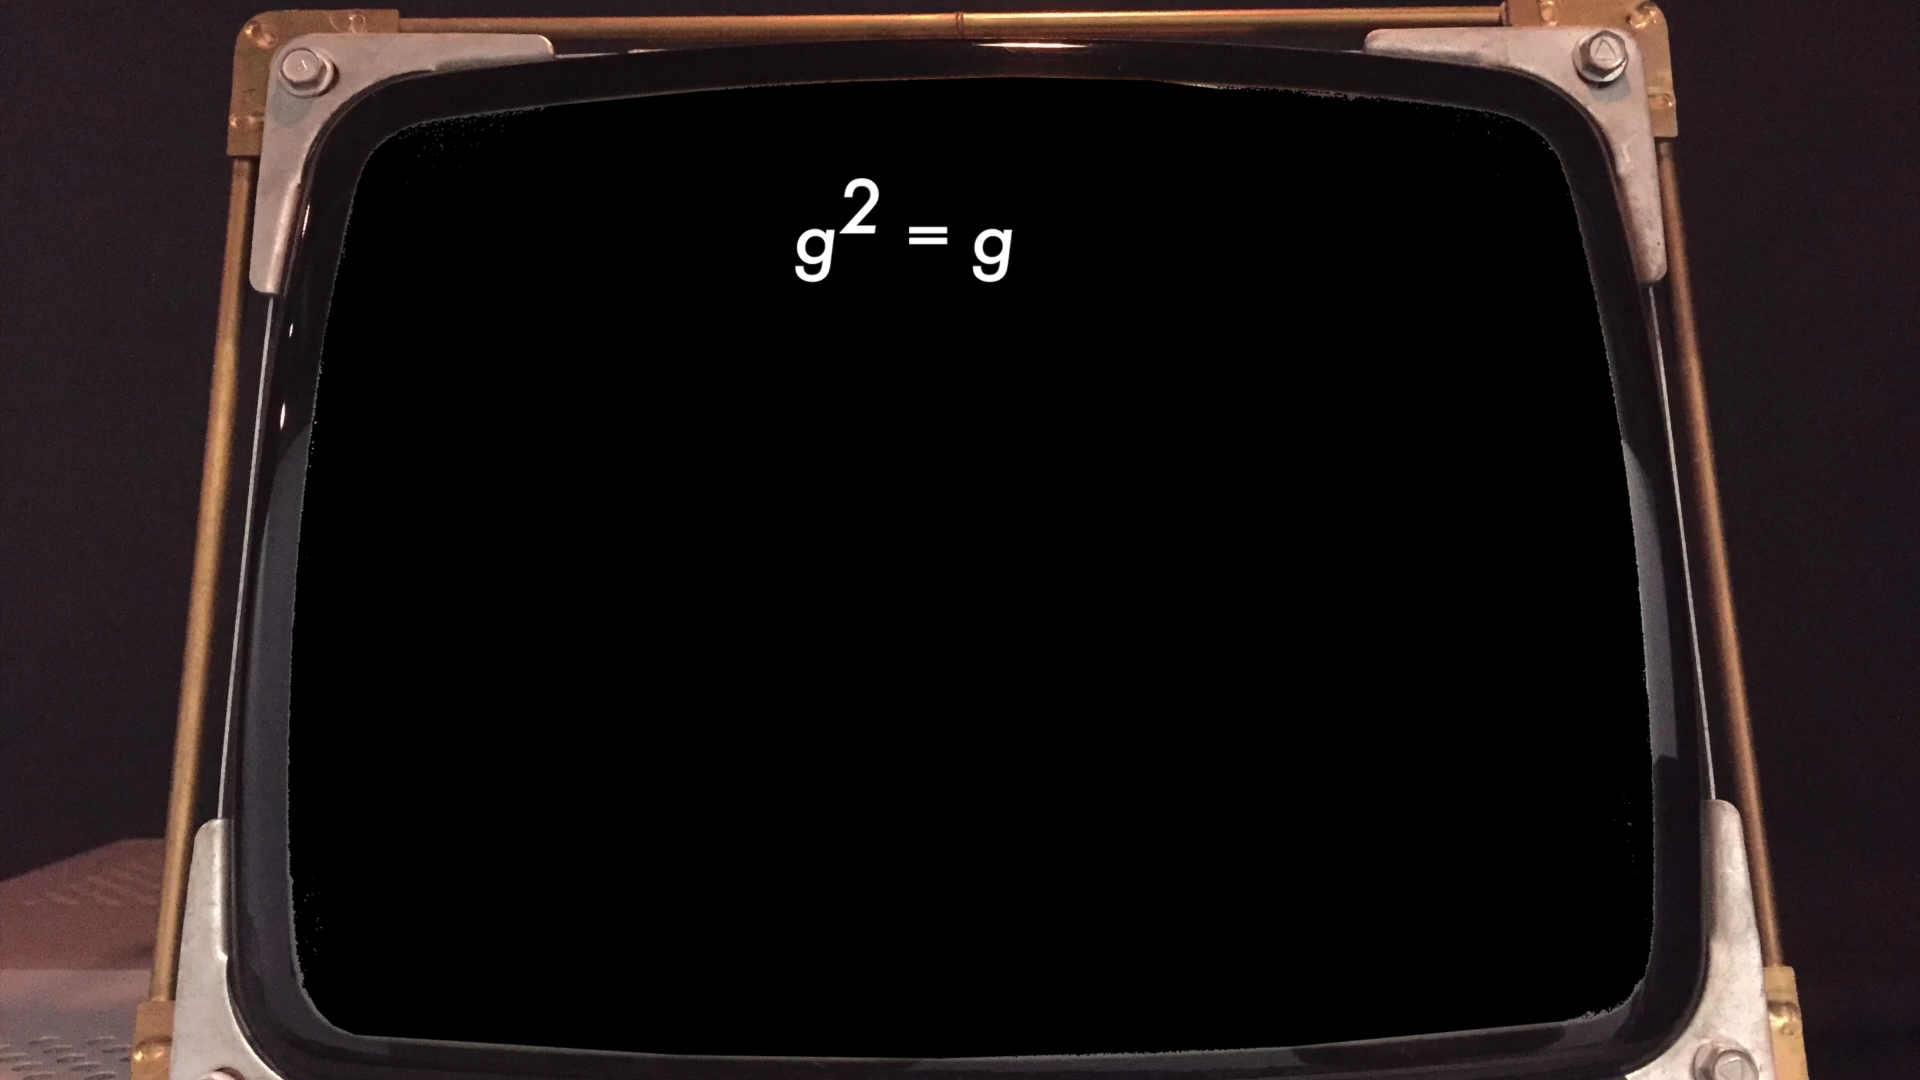 g² = g